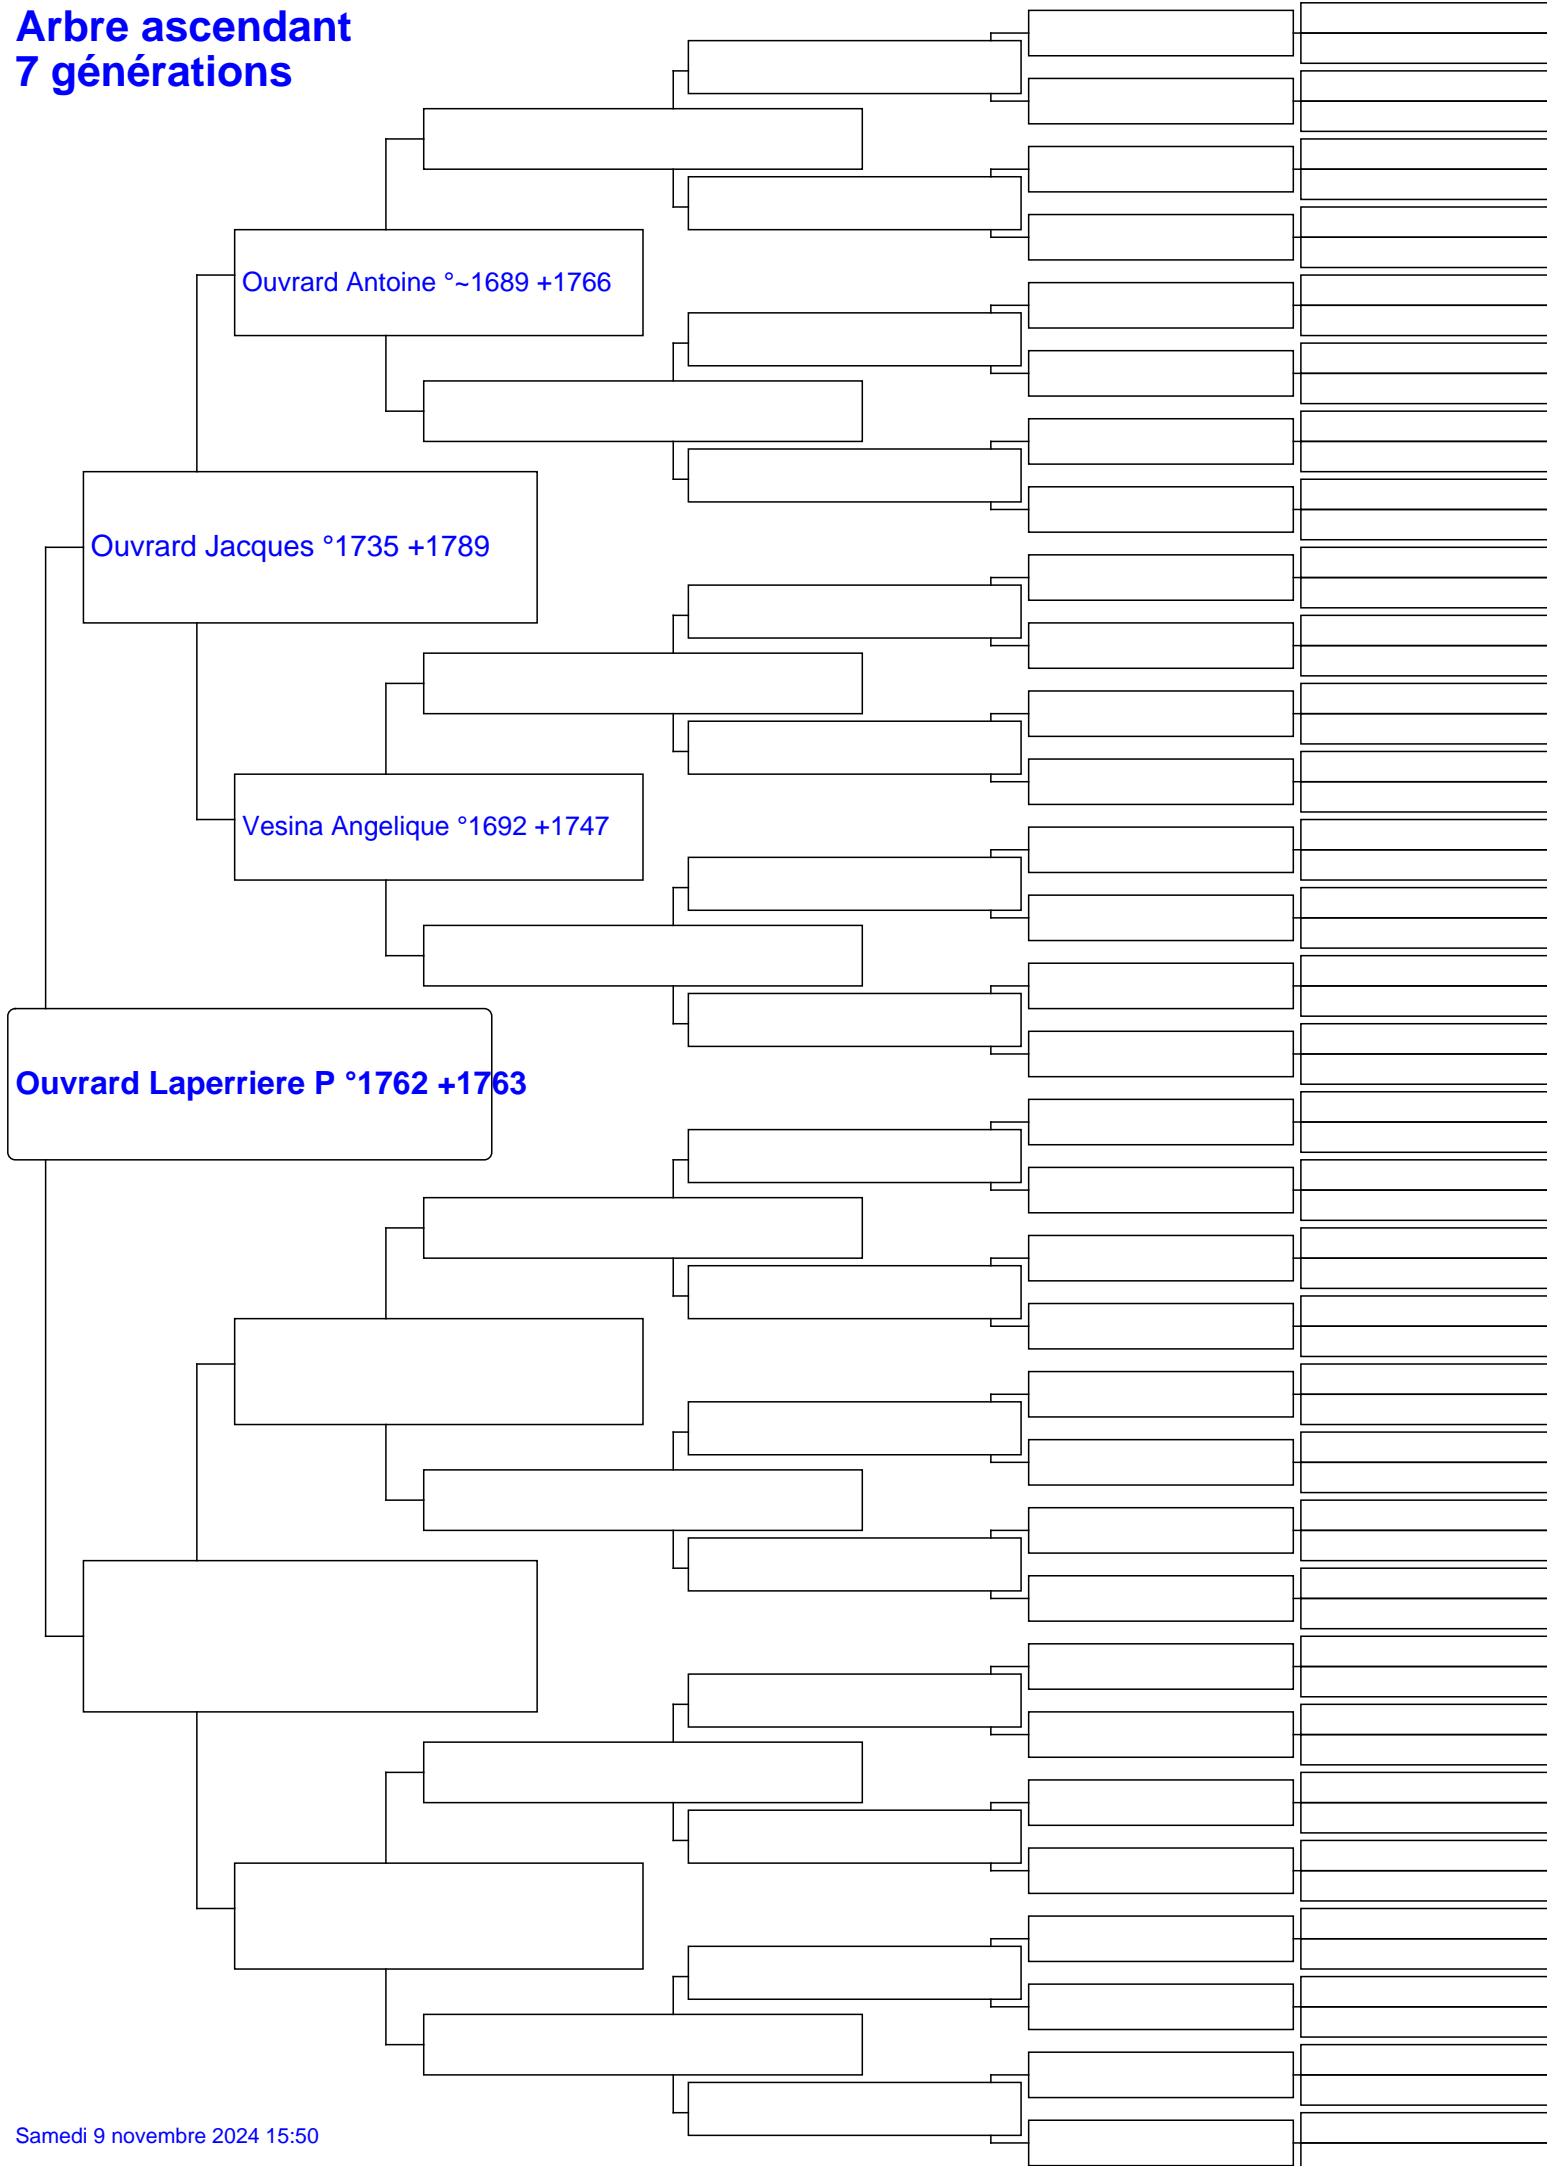 Arbre ascendant
7 générations
Ouvrard Antoine °~1689 +1766
Ouvrard Jacques °1735 +1789
Vesina Angelique °1692 +1747
Ouvrard Laperriere P °1762 +1763
Samedi 9 novembre 2024 15:50